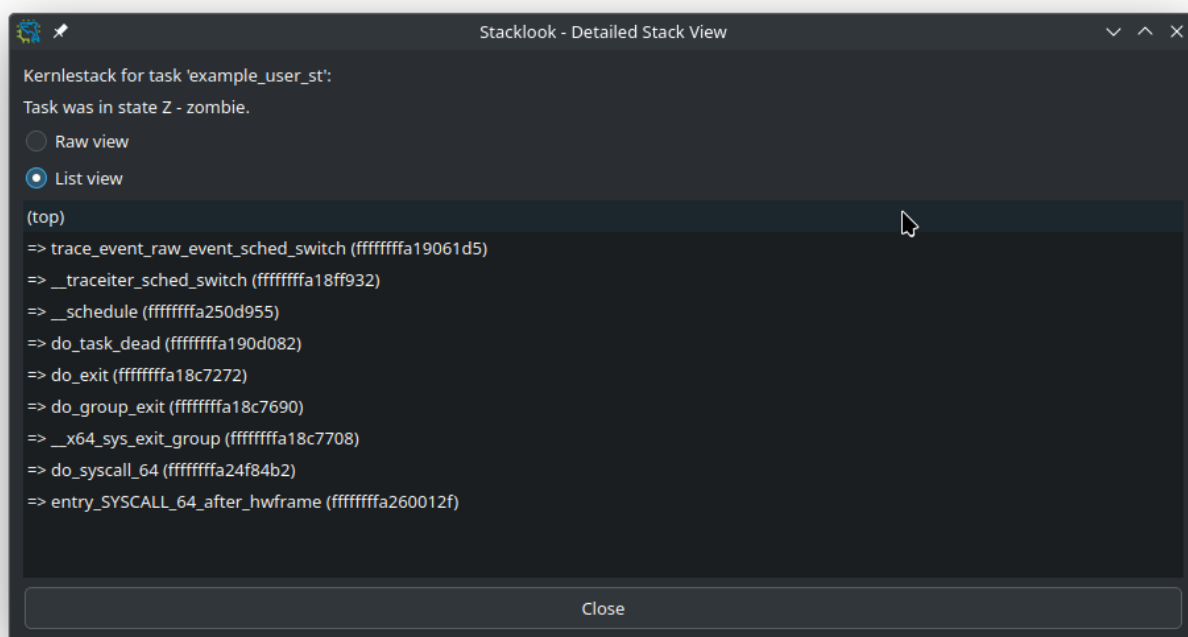 Stacklook - Detailed Stack View
Kernlestack for task 'example_user_st':
Task was in state Z - zombie.
Raw view
List view
(top)
=> trace_event_raw_event_sched_switch (ffffffffa19061d5)
=> __traceiter_sched_switch (ffffffffa18ff932)
=> __schedule (ffffffffa250d955)
=> do_task_dead (ffffffffa190d082)
=> do_exit (ffffffffa18c7272)
=> do_group_exit (ffffffffa18c7690)
=> __x64_sys_exit_group (ffffffffa18c7708)
=> do_syscall_64 (ffffffffa24f84b2)
=> entry_SYSCALL_64_after_hwframe (ffffffffa260012f)
Close